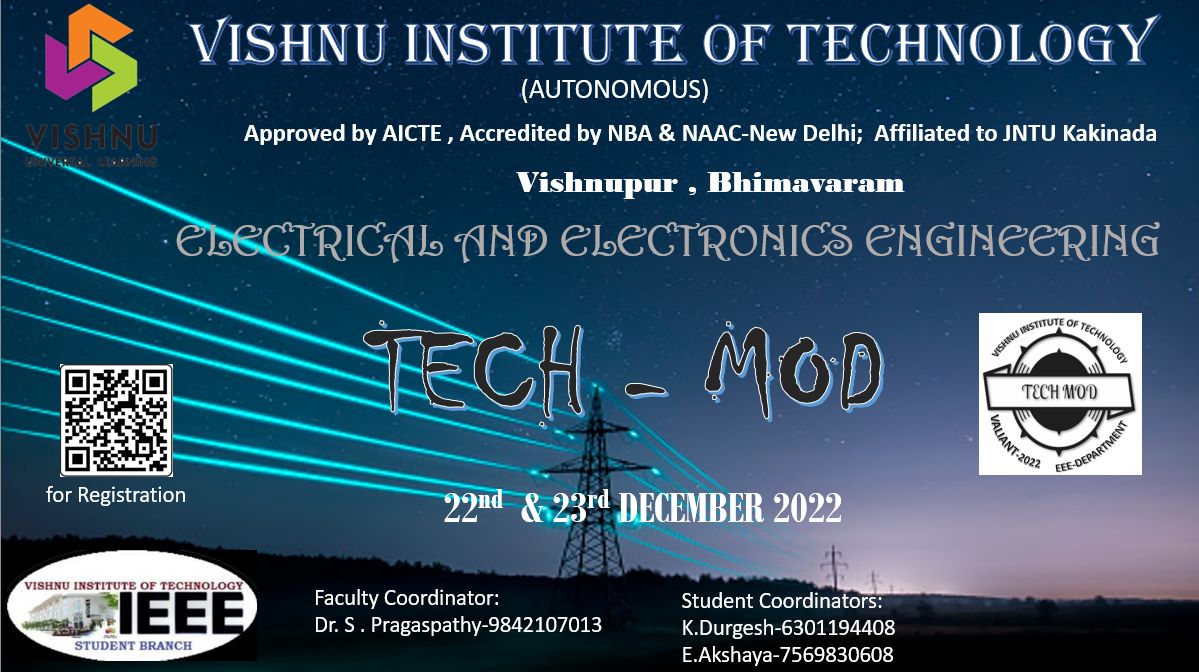 VISHNU INSTITUTE OF TECHNOLOGY
(AUTONOMOUS)
VISHNU
UNIVERSAL LEARNING
Approved by AICTE , Accredited by NBA & NAAC-New Delhi;  Affiliated to JNTU Kakinada
Vishnupur , Bhimavaram
ELECTRICAL AND ELECTRONICS ENGINEERING
TECH - MOD
VISHNU INSTITUTE OF TECHNOLOGY
TECH MOD
VALIANT-2022 EEE-DEPARTMENT
for Registration
22nd & 23rd DECEMBER 2022
VISHNU INSTITUTE OF TECHNOLOGY
IEEE
STUDENT BRANCH
Faculty Coordinator:
Dr. S . Pragaspathy-9842107013
Student Coordinators:
K.Durgesh-6301194408
E.Akshaya-7569830608